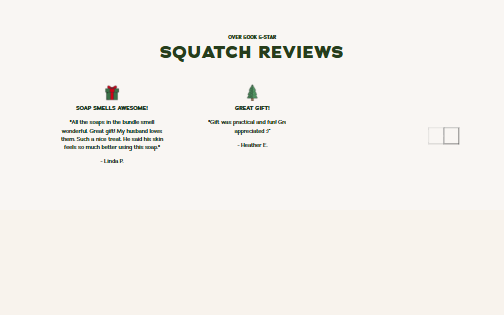 OVER 500K 5-STAR
SQUATCH REVIEWS
SOAP SMELLS AWESOME!
"All the soaps in the bundle smell
wonderful. Great gift! My husband loves
them. Such a nice treat. He said his skin
feels so much better using this soap."
- Linda P.
GREAT GIFT!
"Gift was practical and fun! Gre
appreciated :)"
- Heather E.